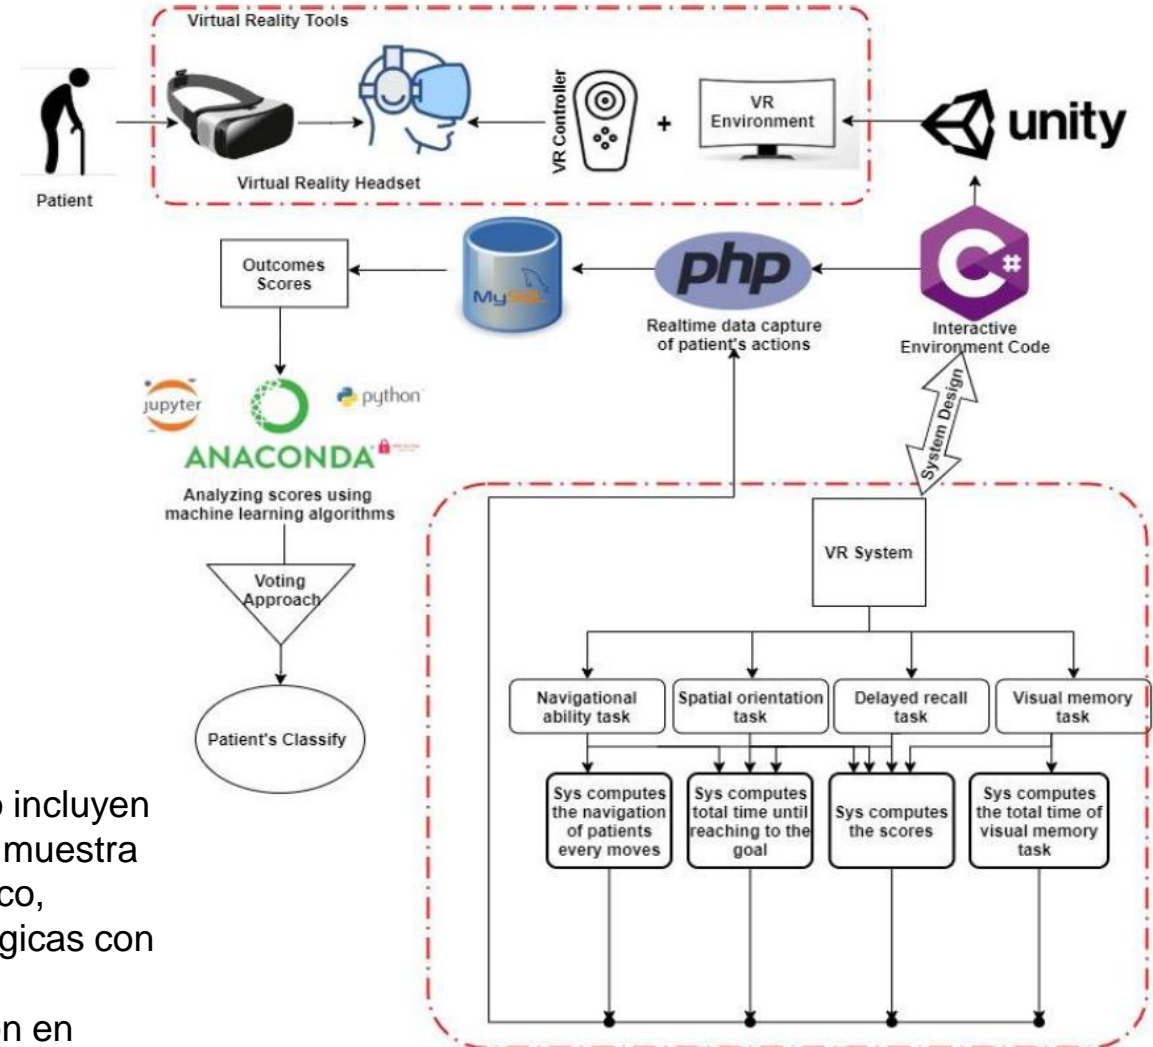 Virtual Reality Tools
VR Controller
+
VR
Environment
unity
Virtual Reality Headset
Patient
Outcomes
Scores
MySQL
php
C#
Realtime data capture
of patient's actions
Interactive
Environment Code
System Design
jupyter
python
ANACONDA
Analyzing scores using
machine learning algorithms
Voting
Approach
Patient's Classify
VR System
Navigational
ability task
Spatial orientation
task
Delayed recall
task
Visual memory
task
Sys computes
the navigation
of patients
every moves
Sys computes
total time until
reaching to the
goal
Sys computes
the scores
Sys computes
the total time of
visual memory
task
incluyen
muestra
co,
gicas con
ón en